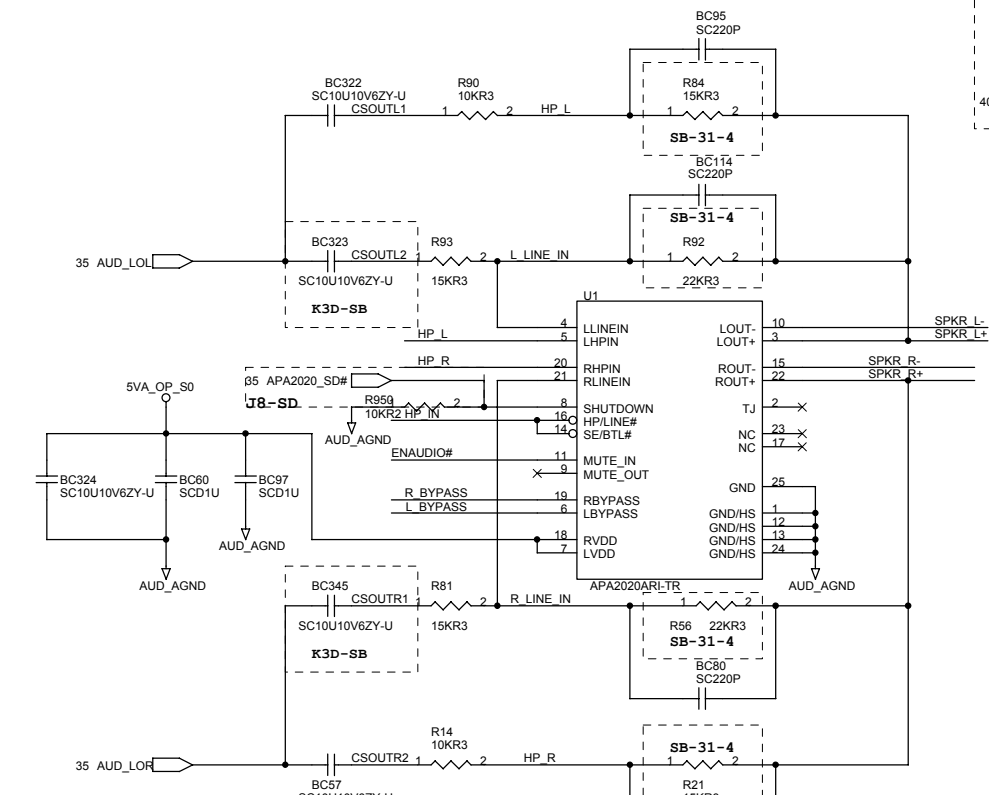 BC95
SC220P
BC322
SC10U10V6ZY-U
CSOUTL1
R90
10KR3
1 2
HP_L
R84
15KR3
1 2
SB-31-4
40
BC114
SC220P
SB-31-4
35 AUD_LOL
BC323
CSOUTL2
SC10U10V6ZY-U
K3D-SB
R93
1 2
15KR3
L_LINE_IN
R92
1 2
22KR3
U1
4 LLINEIN
HP_L 5 LHPIN
HP_R 20 RHPIN
21 RLINEIN
8 SHUTDOWN
HP_IN 16 HP/LINE#
14 SE/BTL#
ENAUDIO# 11 MUTE_IN
9 MUTE_OUT
R_BYPASS 19 RBYPASS
L_BYPASS 6 LBYPASS
18 RVDD
7 LVDD
LOUT- 10 SPKR_L-
LOUT+ 3 SPKR_L+
ROUT- 15 SPKR_R-
ROUT+ 22 SPKR_R+
TJ 2
NC 23
NC 17
GND 25
GND/HS 1
GND/HS 12
GND/HS 13
GND/HS 24
APA2020ARI-TR
AUD_AGND
35 APA2020_SD#
J8-SD
R950
1 2
10KR2
AUD_AGND
5VA_OP_S0
BC324
SC10U10V6ZY-U
BC60
SCD1U
BC97
SCD1U
AUD_AGND
AUD_AGND
BC345
CSOUTR1
SC10U10V6ZY-U
K3D-SB
R81
1 2
15KR3
R_LINE_IN
1 2
R56 22KR3
SB-31-4
BC80
SC220P
35 AUD_LOR
CSOUTR2
BC57
SC10U10V6ZY-U
R14
10KR3
1 2
HP_R
SB-31-4
1 2
R21